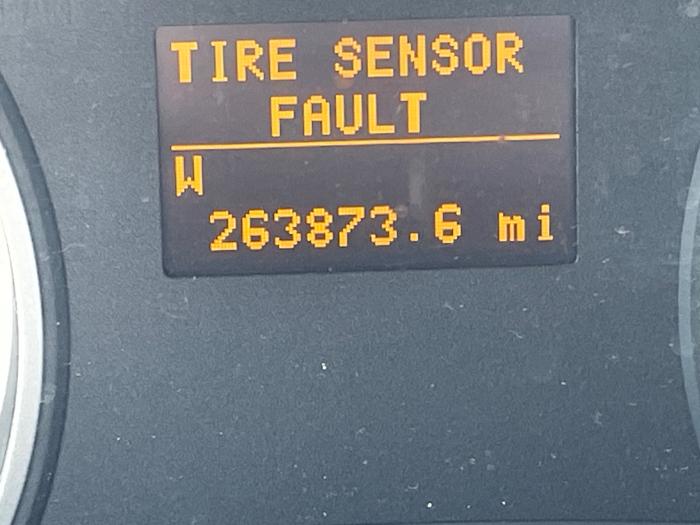 TIRE SENSOR
FAULT
W
263873.6 mi